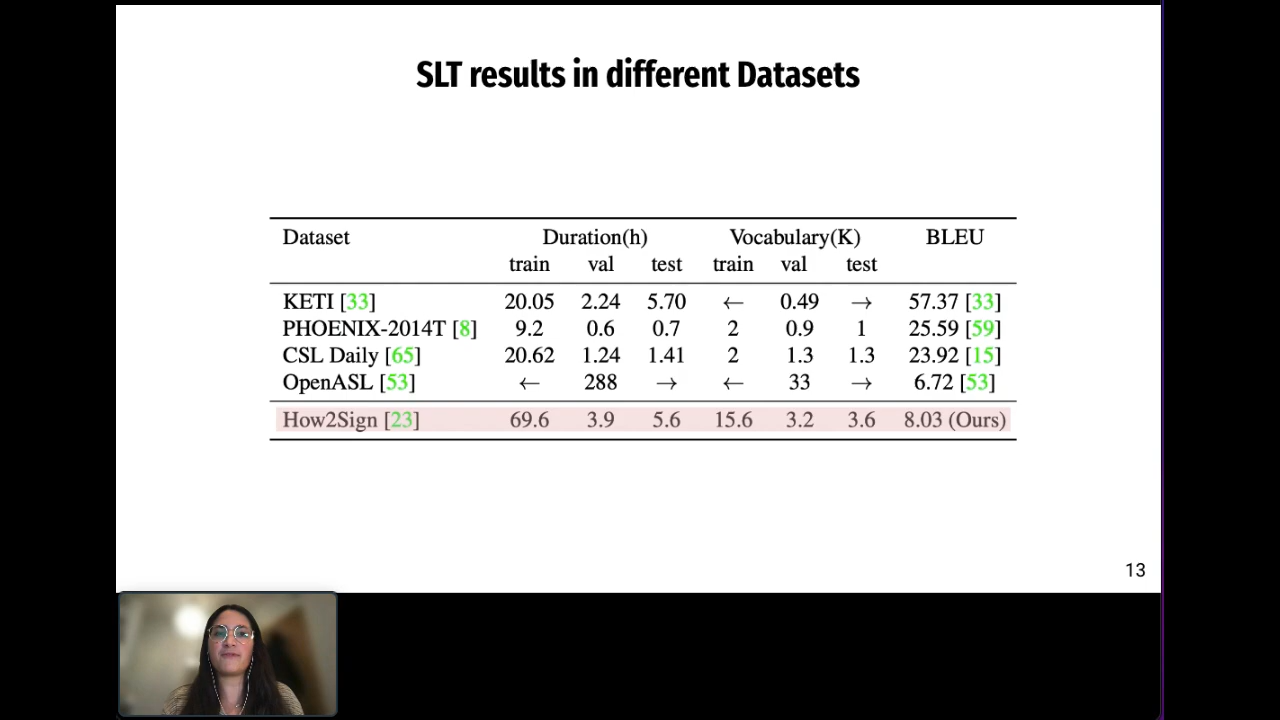 SLT results in different Datasets
Dataset Duration(h) Vocabulary(K) BLEU
train val test train val test
KETI [33] 20.05 2.24 5.70 ← 0.49 → 57.37 [33]
PHOENIX-2014T [8] 9.2 0.6 0.7 2 0.9 1 25.59 [59]
CSL Daily [65] 20.62 1.24 1.41 2 1.3 1.3 23.92 [15]
OpenASL [53] ← 288 → ← 33 → 6.72 [53]
How2Sign [23] 69.6 3.9 5.6 15.6 3.2 3.6 8.03 (Ours)
13